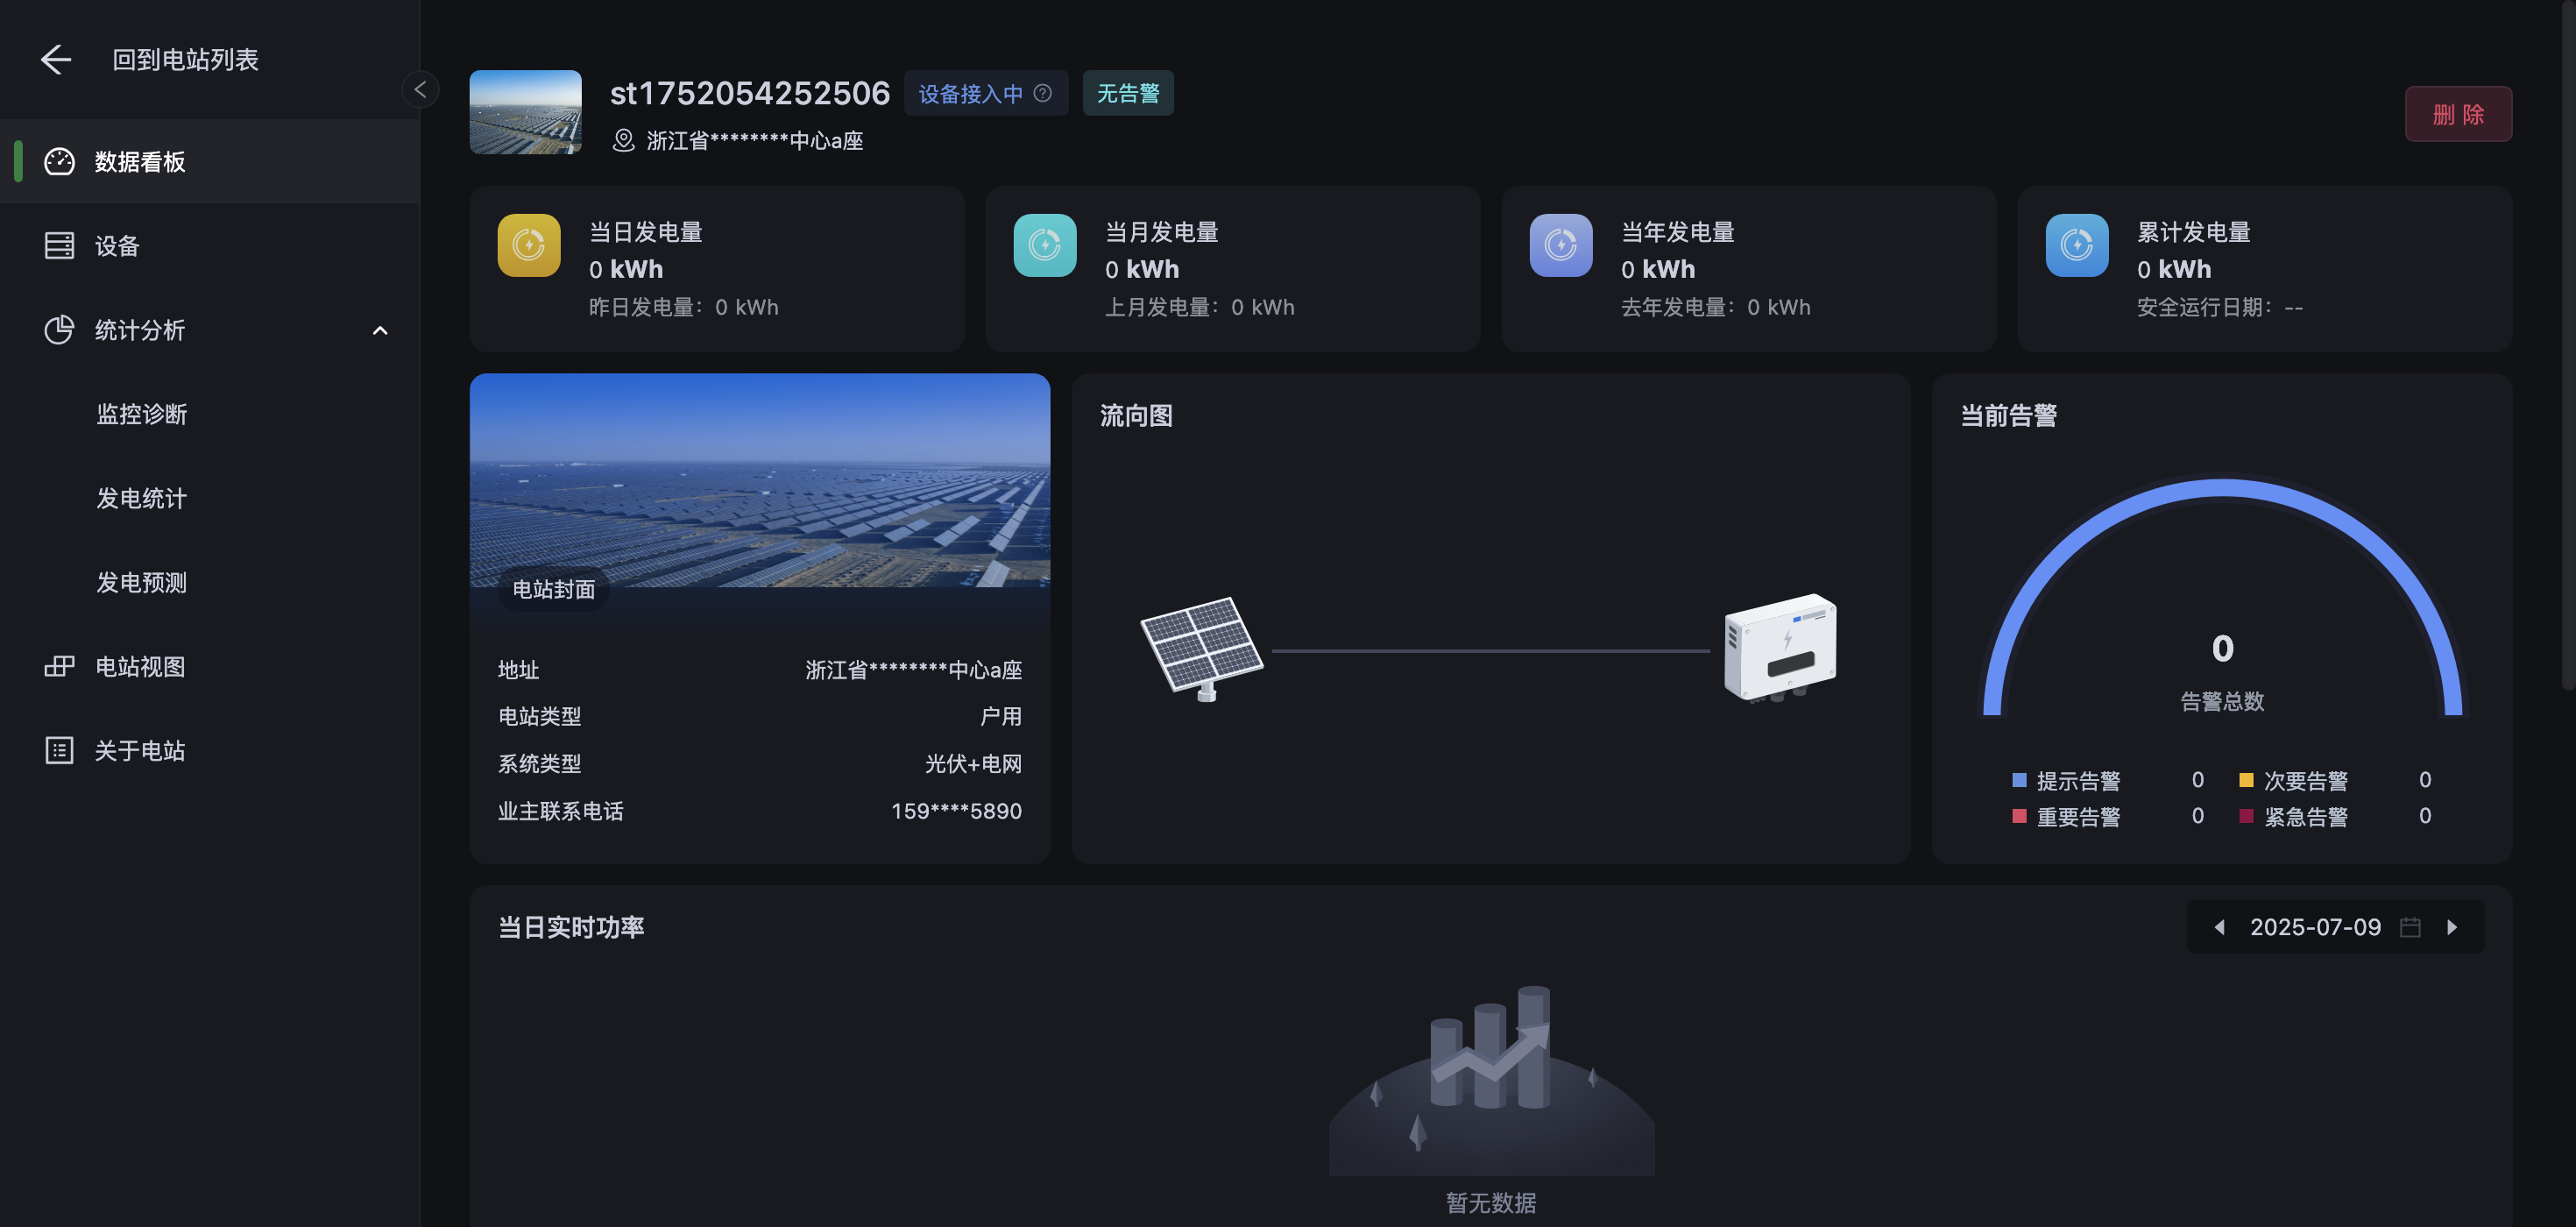 回到电站列表
数据看板
设备
统计分析
监控诊断
发电统计
发电预测
电站视图
关于电站
st1752054252506 设备接入中 ? 无告警
浙江省********中心a座
删 除
当日发电量
0 kWh
昨日发电量：0 kWh
当月发电量
0 kWh
上月发电量：0 kWh
当年发电量
0 kWh
去年发电量：0 kWh
累计发电量
0 kWh
安全运行日期：--
电站封面
地址 浙江省********中心a座
电站类型 户用
系统类型 光伏+电网
业主联系电话 159****5890
流向图
当前告警
0
告警总数
提示告警 0 次要告警 0
重要告警 0 紧急告警 0
当日实时功率
2025-07-09
暂无数据